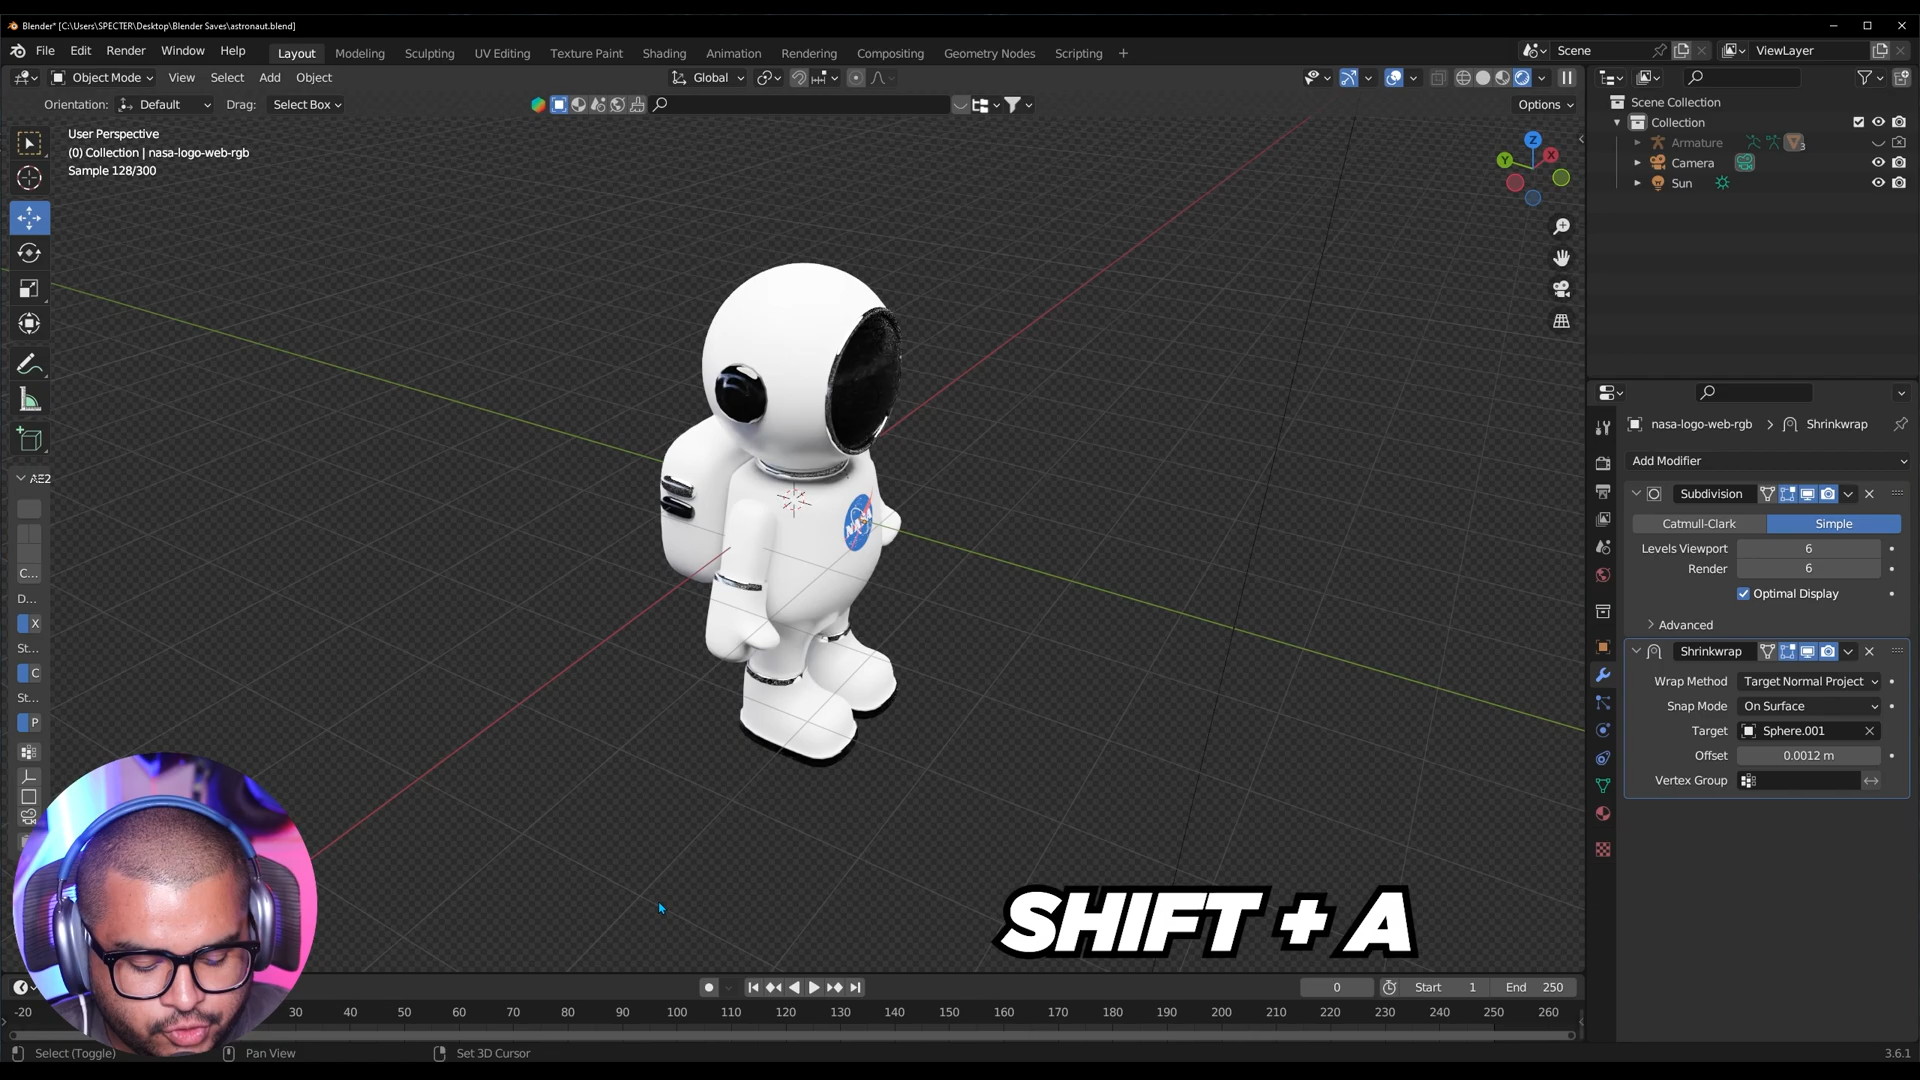 Blender* [C:\Users\SPECTER\Desktop\Blender Saves\astronaut.blend]
File Edit Render Window Help Layout Modeling Sculpting UV Editing Texture Paint Shading Animation Rendering Compositing Geometry Nodes Scripting + Scene ViewLayer
Object Mode View Select Add Object Global
Orientation: Default Drag: Select Box Options
User Perspective
(0) Collection | nasa-logo-web-rgb
Sample 128/300
Z
Y
X
Scene Collection
Collection
Armature 3
Camera
Sun
nasa-logo-web-rgb > Shrinkwrap
Add Modifier
Subdivision
Catmull-Clark Simple
Levels Viewport 6
Render 6
Optimal Display
Advanced
Shrinkwrap
Wrap Method Target Normal Project
Snap Mode On Surface
Target Sphere.001
Offset 0.0012 m
Vertex Group
AE2
C...
D...
X
St...
C
St...
P
NASA
SHIFT + A
0 Start 1 End 250
-20 30 40 50 60 70 80 90 100 110 120 130 140 150 160 170 180 190 200 210 220 230 240 250 260
Select (Toggle) Pan View Set 3D Cursor 3.6.1